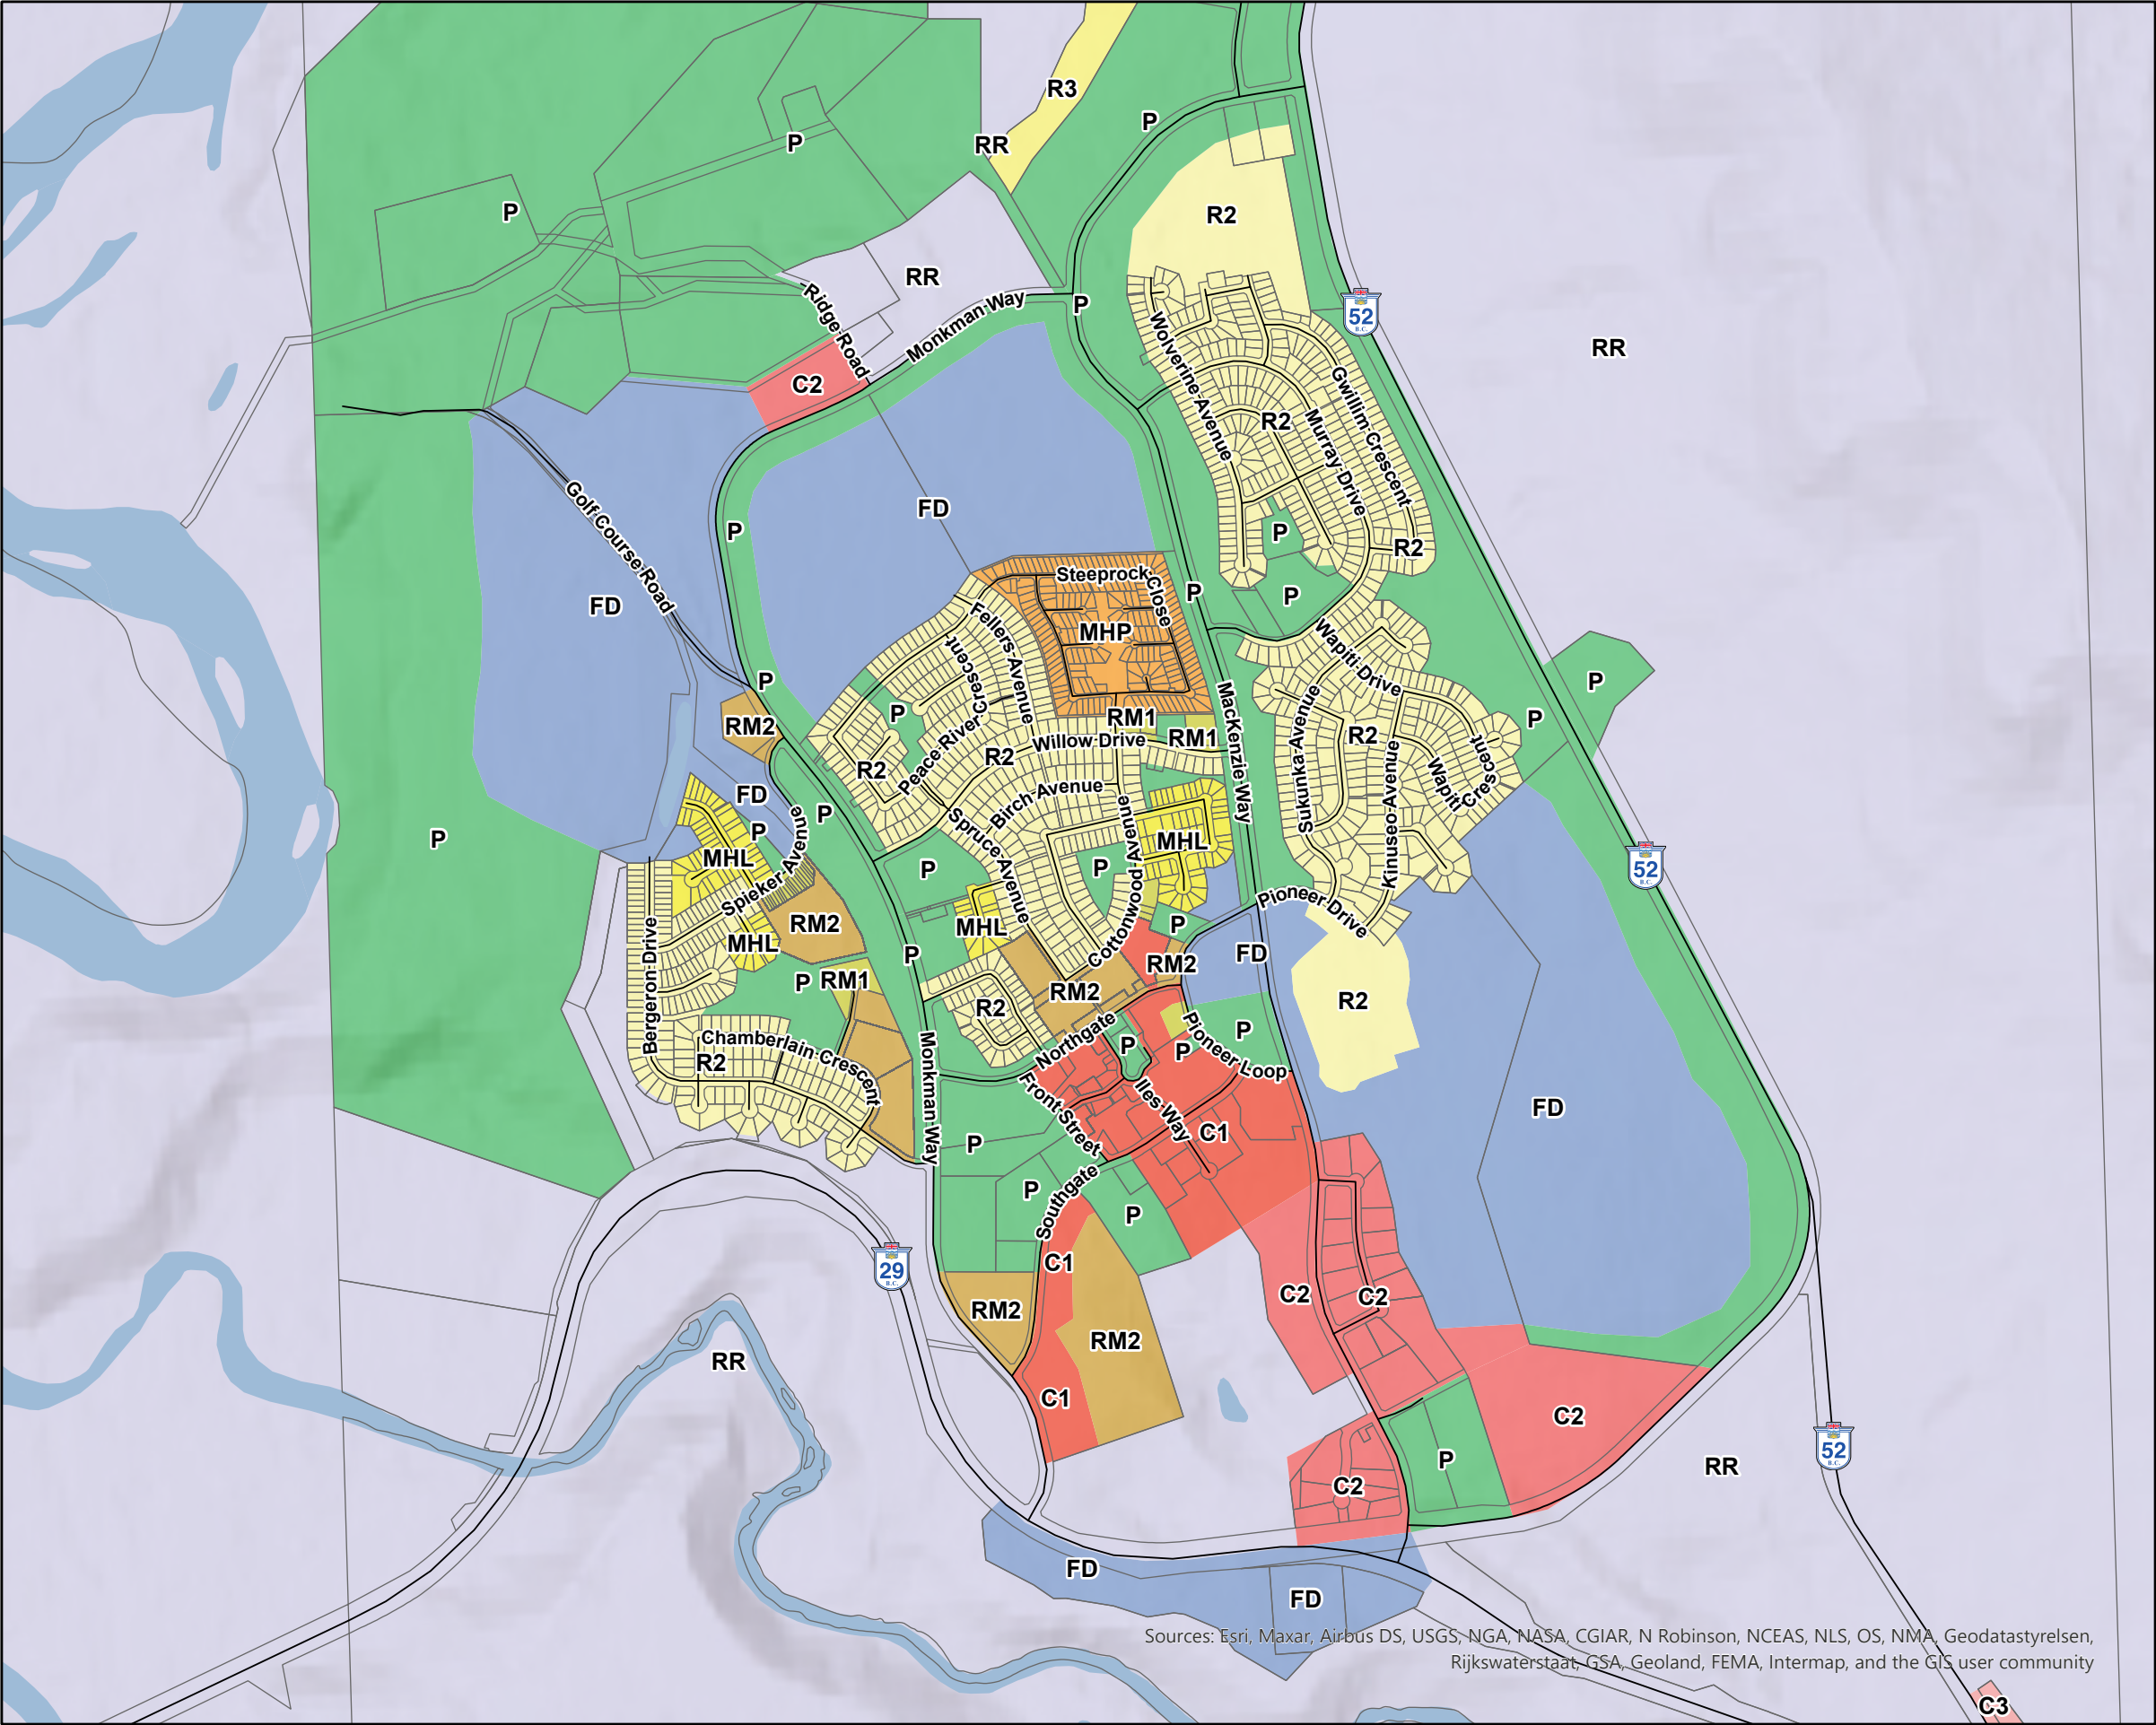 R3
P
RR
P
P
R2
RR
P
52
B.C.
Ridge Road
Monkman Way
RR
C2
Wolverine Avenue
Gwillim Crescent
R2
Murray Drive
Golf Course Road
FD
P
P
R2
Steeprock Close
P
P
FD
MHP
Fellers Avenue
Wapiti Drive
Crescent
P
P
MacKenzie Way
P
P
RM1
RM2
Sukunka Avenue
R2
Willow Drive
RM1
Peace River
R2
R2
Kinuseo Avenue
Wapiti
Crescent
Birch Avenue
FD
P
P
Spruce Avenue
P
MHL
Cottonwood Avenue
MHL
P
P
52
B.C.
Spieker Avenue
Pioneer Drive
RM2
MHL
P
MHL
P
FD
RM2
Bergeron Drive
P
RM1
RM2
R2
R2
Northgate
P
P
P
Pioneer Loop
Chamberlain Crescent
R2
Monkman Way
Front Street
Iles Way
FD
C1
P
P
Southgate
P
29
B.C.
C1
C2
C2
RM2
RM2
RR
C1
C2
52
B.C.
P
RR
C2
FD
FD
Sources: Esri, Maxar, Airbus DS, USGS, NGA, NASA, CGIAR, N Robinson, NCEAS, NLS, OS, NMA, Geodatastyrelsen,
Rijkswaterstaat, GSA, Geoland, FEMA, Intermap, and the GIS user community
C3